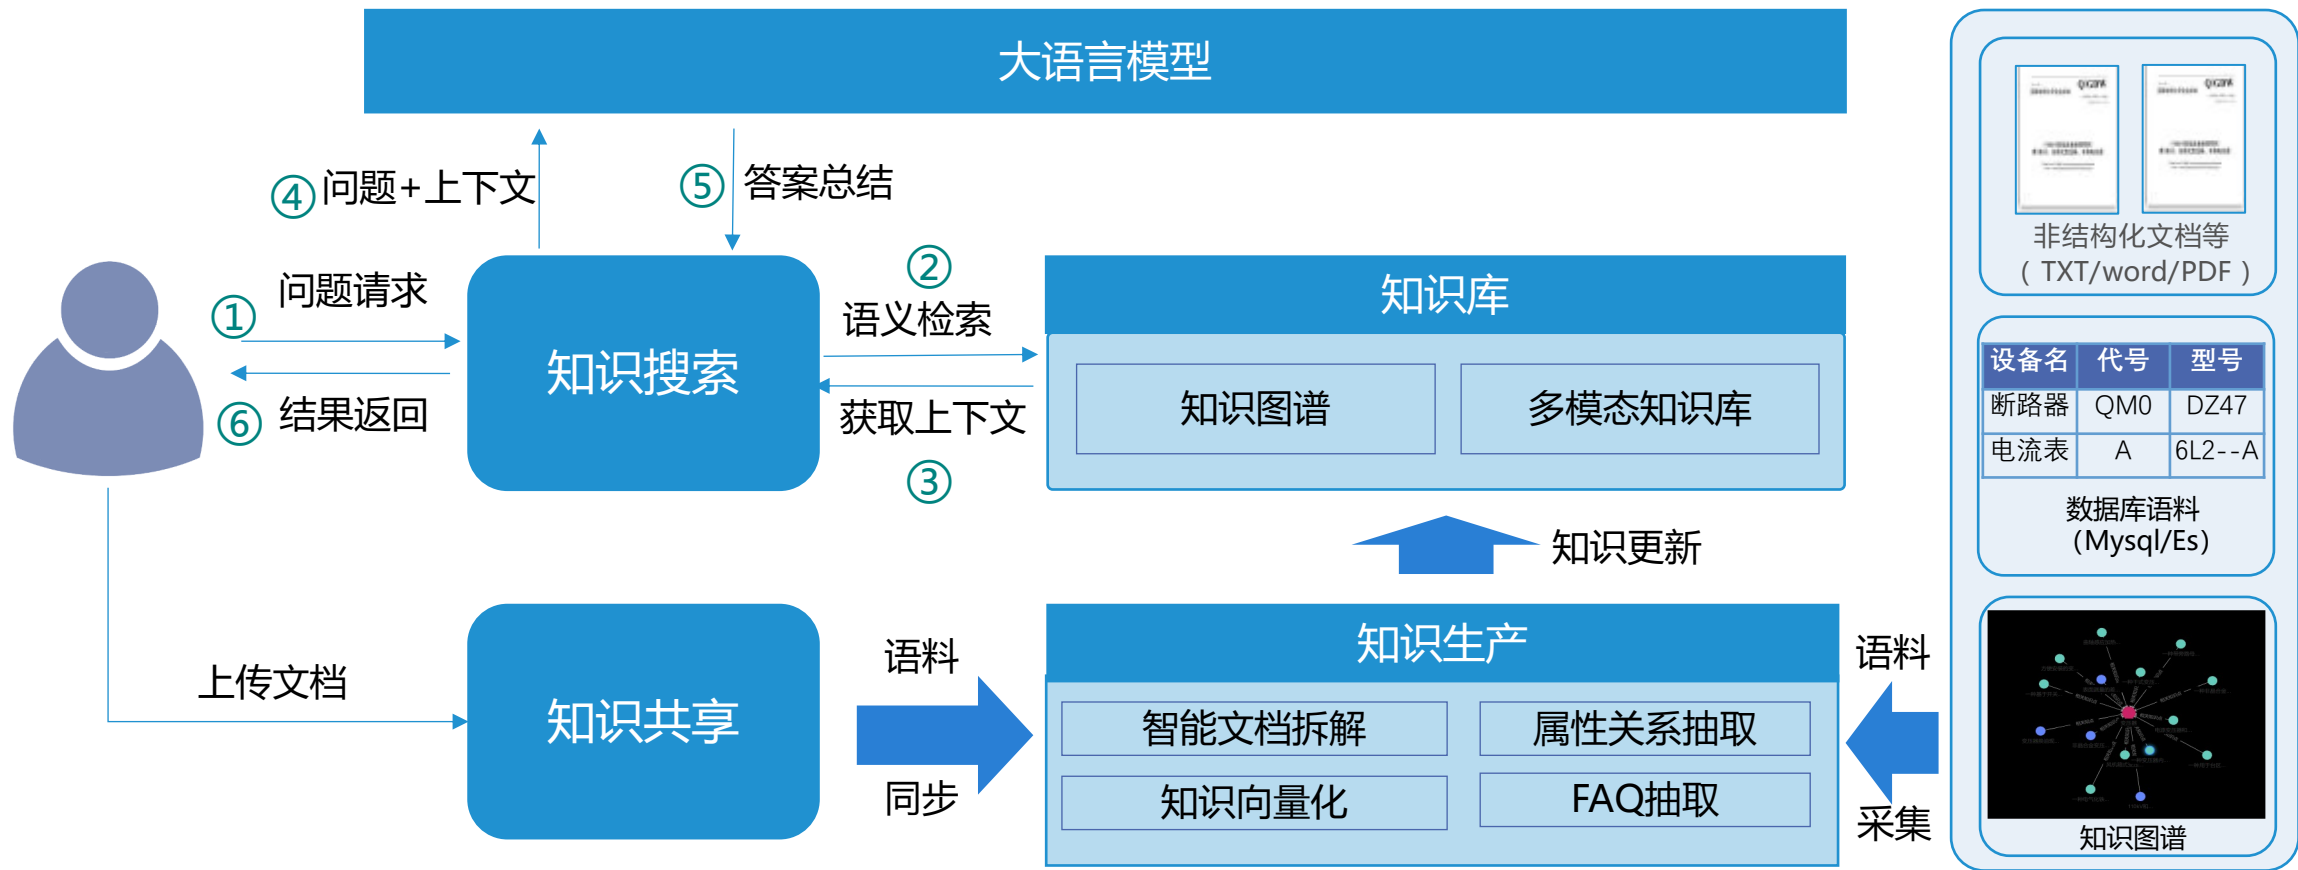 大语言模型
④ 问题+上下文
⑤ 答案总结
① 问题请求
知识搜索
⑥ 结果返回
② 语义检索
获取上下文
③
知识库
知识图谱
多模态知识库
知识更新
上传文档
知识共享
语料
同步
知识生产
智能文档拆解
属性关系抽取
知识向量化
FAQ抽取
语料
采集
非结构化文档等
（ TXT/word/PDF ）
设备名 代号 型号
断路器 QM0 DZ47
电流表 A 6L2--A
数据库语料
（Mysql/Es）
知识图谱